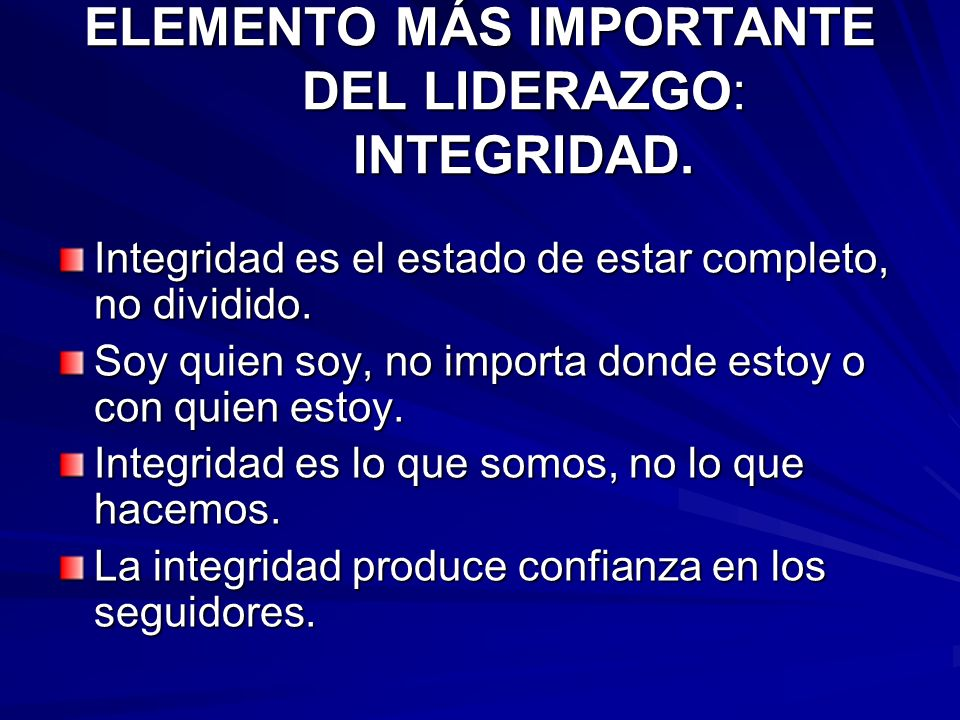 ELEMENTO MÁS IMPORTANTE
DEL LIDERAZGO:
INTEGRIDAD.
Integridad es el estado de estar completo,
no dividido.
Soy quien soy, no importa donde estoy o
con quien estoy.
Integridad es lo que somos, no lo que
hacemos.
La integridad produce confianza en los
seguidores.